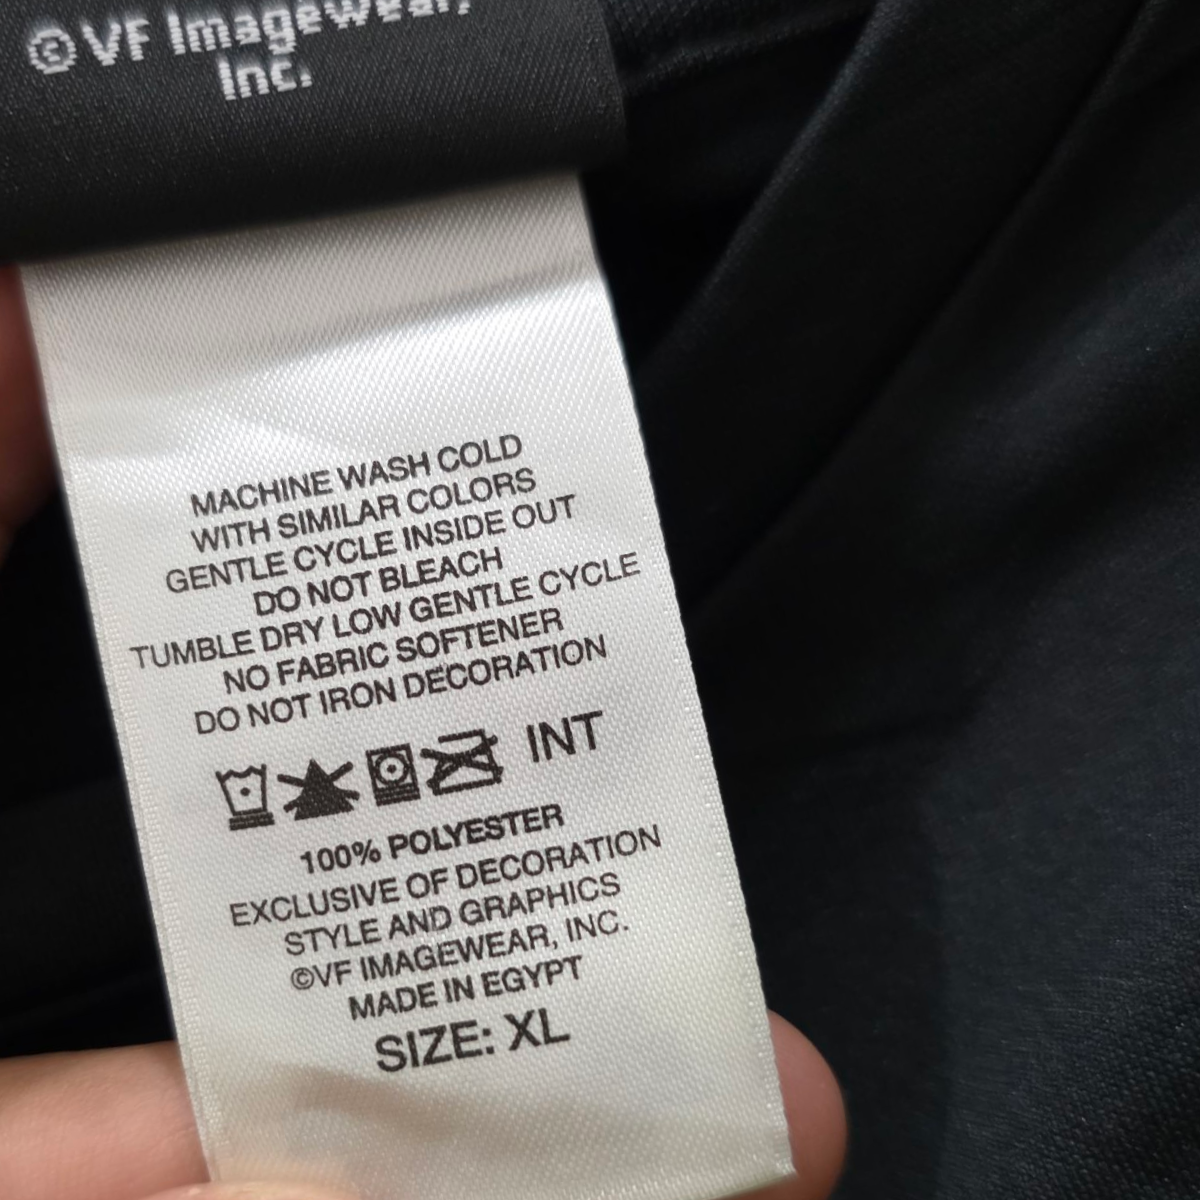 ©VF Imagewear,
Inc.
MACHINE WASH COLD
WITH SIMILAR COLORS
GENTLE CYCLE INSIDE OUT
DO NOT BLEACH
TUMBLE DRY LOW GENTLE CYCLE
NO FABRIC SOFTENER
DO NOT IRON DECORATION
INT
100% POLYESTER
EXCLUSIVE OF DECORATION
STYLE AND GRAPHICS
©VF IMAGEWEAR, INC.
MADE IN EGYPT
SIZE: XL